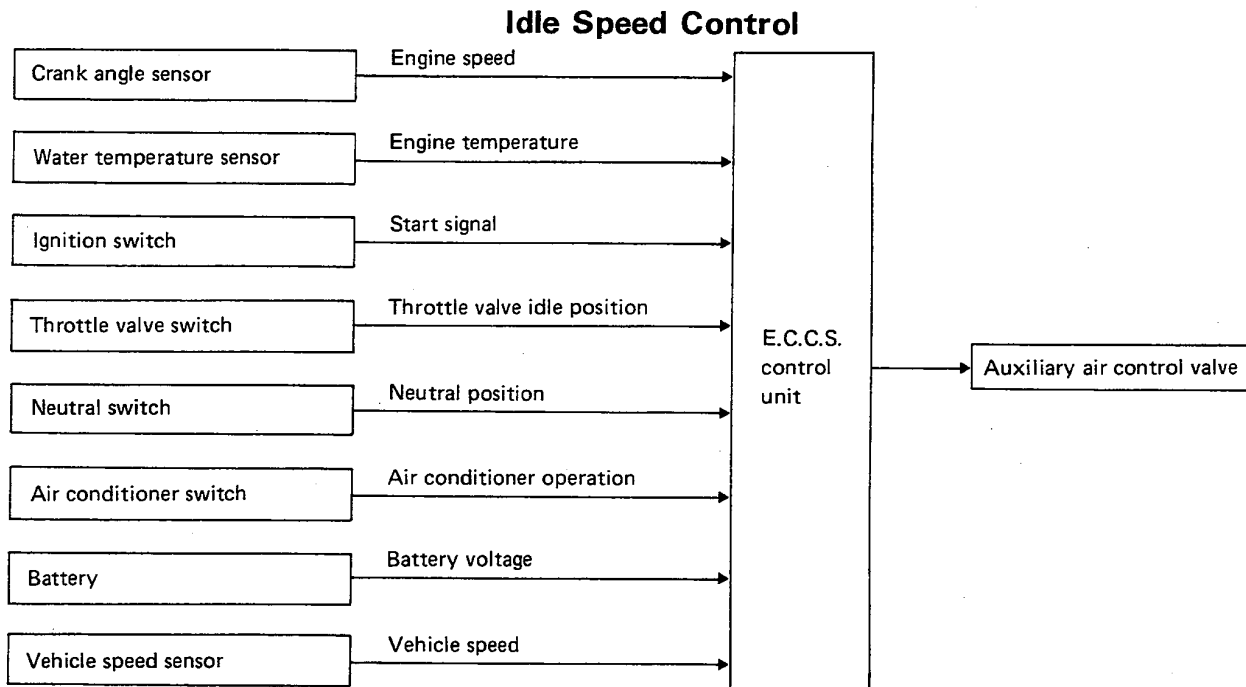 Idle Speed Control
Crank angle sensor
Engine speed
Water temperature sensor
Engine temperature
Ignition switch
Start signal
Throttle valve switch
Throttle valve idle position
Neutral switch
Neutral position
Air conditioner switch
Air conditioner operation
Battery
Battery voltage
Vehicle speed sensor
Vehicle speed
E.C.C.S.
control
unit
Auxiliary air control valve